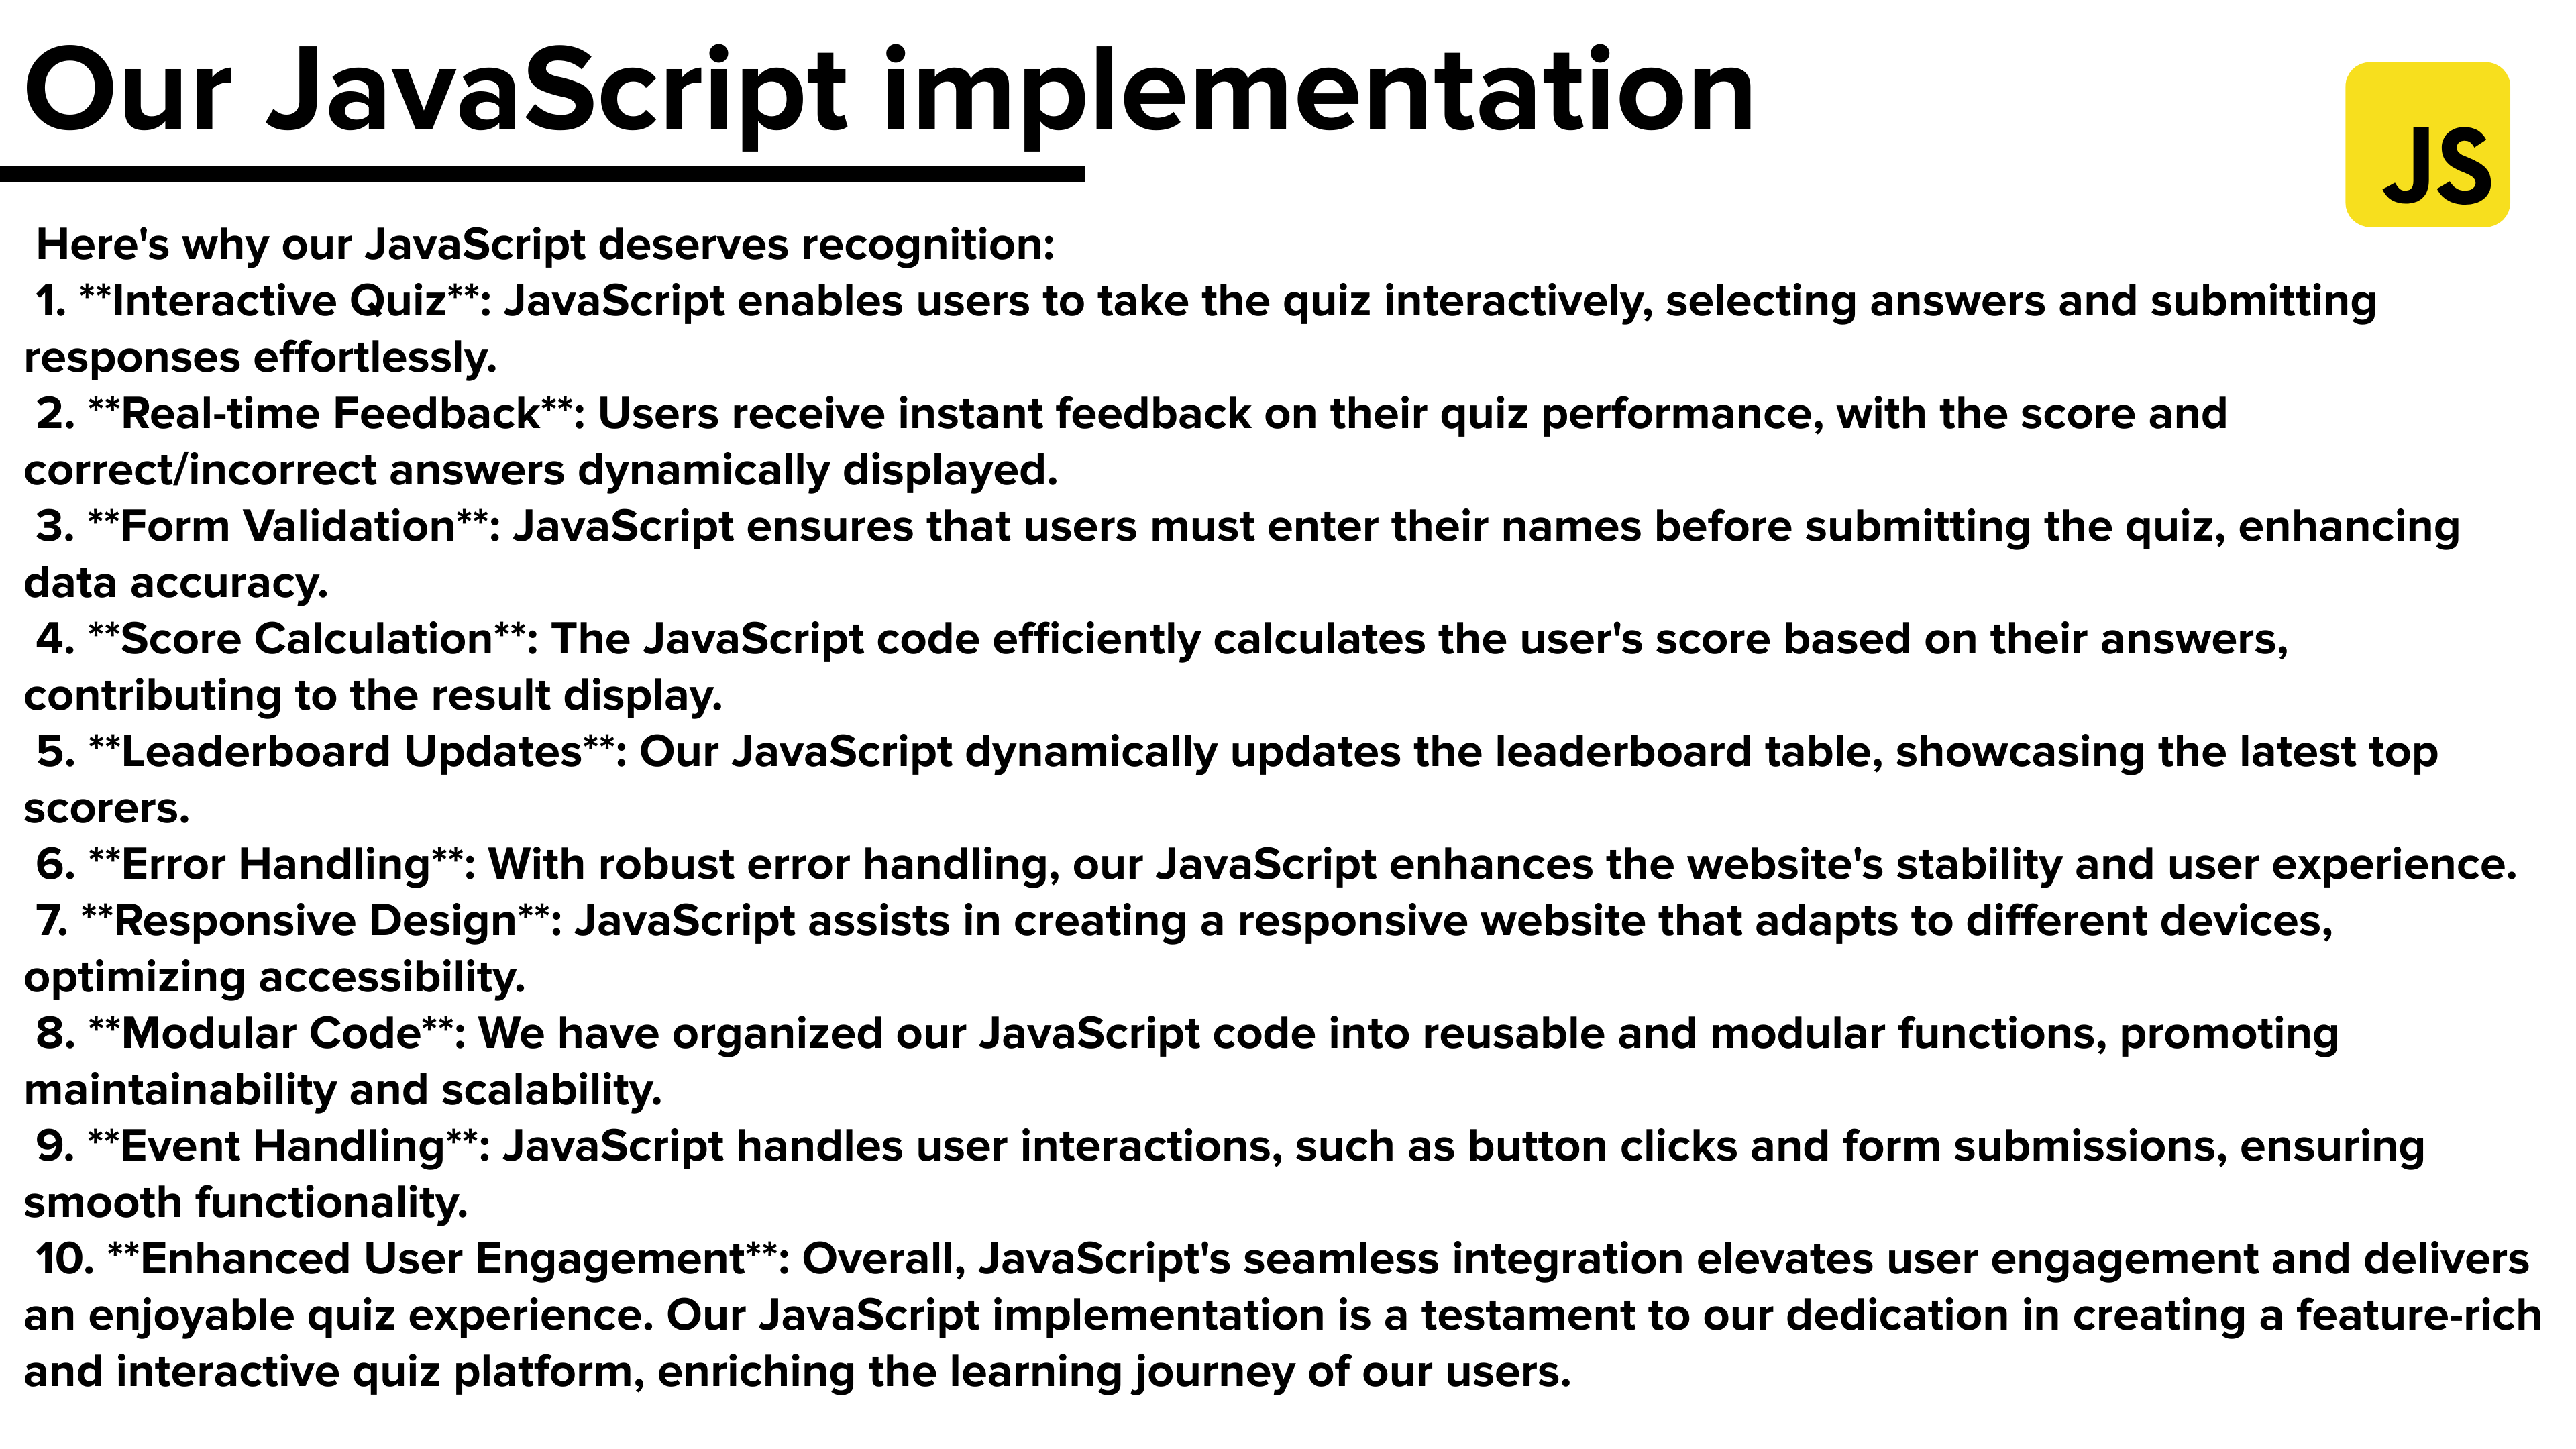 Our JavaScript implementation
JS
Here's why our JavaScript deserves recognition:
1. **Interactive Quiz**: JavaScript enables users to take the quiz interactively, selecting answers and submitting
responses effortlessly.
2. **Real-time Feedback**: Users receive instant feedback on their quiz performance, with the score and
correct/incorrect answers dynamically displayed.
3. **Form Validation**: JavaScript ensures that users must enter their names before submitting the quiz, enhancing
data accuracy.
4. **Score Calculation**: The JavaScript code efficiently calculates the user's score based on their answers,
contributing to the result display.
5. **Leaderboard Updates**: Our JavaScript dynamically updates the leaderboard table, showcasing the latest top
scorers.
6. **Error Handling**: With robust error handling, our JavaScript enhances the website's stability and user experience.
7. **Responsive Design**: JavaScript assists in creating a responsive website that adapts to different devices,
optimizing accessibility.
8. **Modular Code**: We have organized our JavaScript code into reusable and modular functions, promoting
maintainability and scalability.
9. **Event Handling**: JavaScript handles user interactions, such as button clicks and form submissions, ensuring
smooth functionality.
10. **Enhanced User Engagement**: Overall, JavaScript's seamless integration elevates user engagement and delivers
an enjoyable quiz experience. Our JavaScript implementation is a testament to our dedication in creating a feature-rich
and interactive quiz platform, enriching the learning journey of our users.